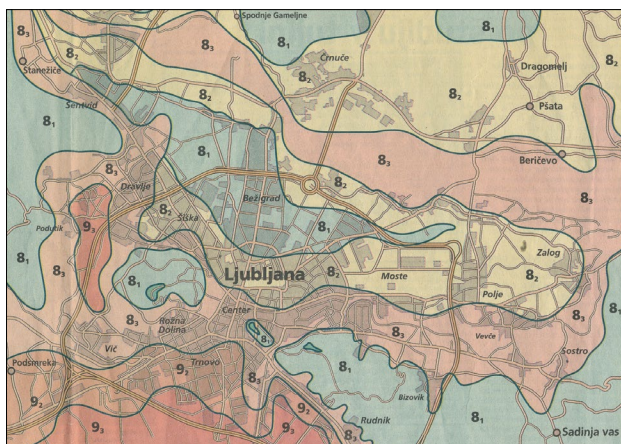 Spodnje Gameljne
8₃
8₁
8₁
8₂
8₂
Črnuče
Stanežiče
8₂
Dragomelj
8₂
8₂
Šentvid
Pšata
8₁
8₃
Beričevo
8₃
8₂
Dravlje
8₃
8₂
Šiška
Bežigrad
9₃
8₁
Podutik
8₁
8₂
Zalog
Ljubljana
8₂
Moste
8₂
8₁
Polje
8₃
8₁
Rožna
Dolina
Center
8₃
8₃
8₁
Vevče
Vič
8₁
Sostro
Podsmreka
9₂
Trnovo
8₃
Bizovik
9₂
9₂
Rudnik
8₁
9₃
9₃
8₃
Sadinja vas